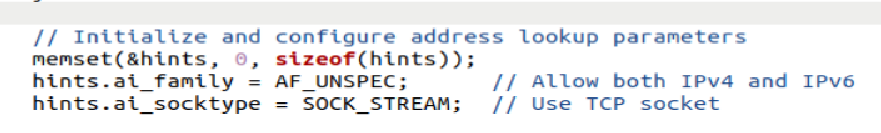 // Initialize and configure address lookup parameters
memset(&hints, 0, sizeof(hints));
hints.ai_family = AF_UNSPEC;      // Allow both IPv4 and IPv6
hints.ai_socktype = SOCK_STREAM;  // Use TCP socket